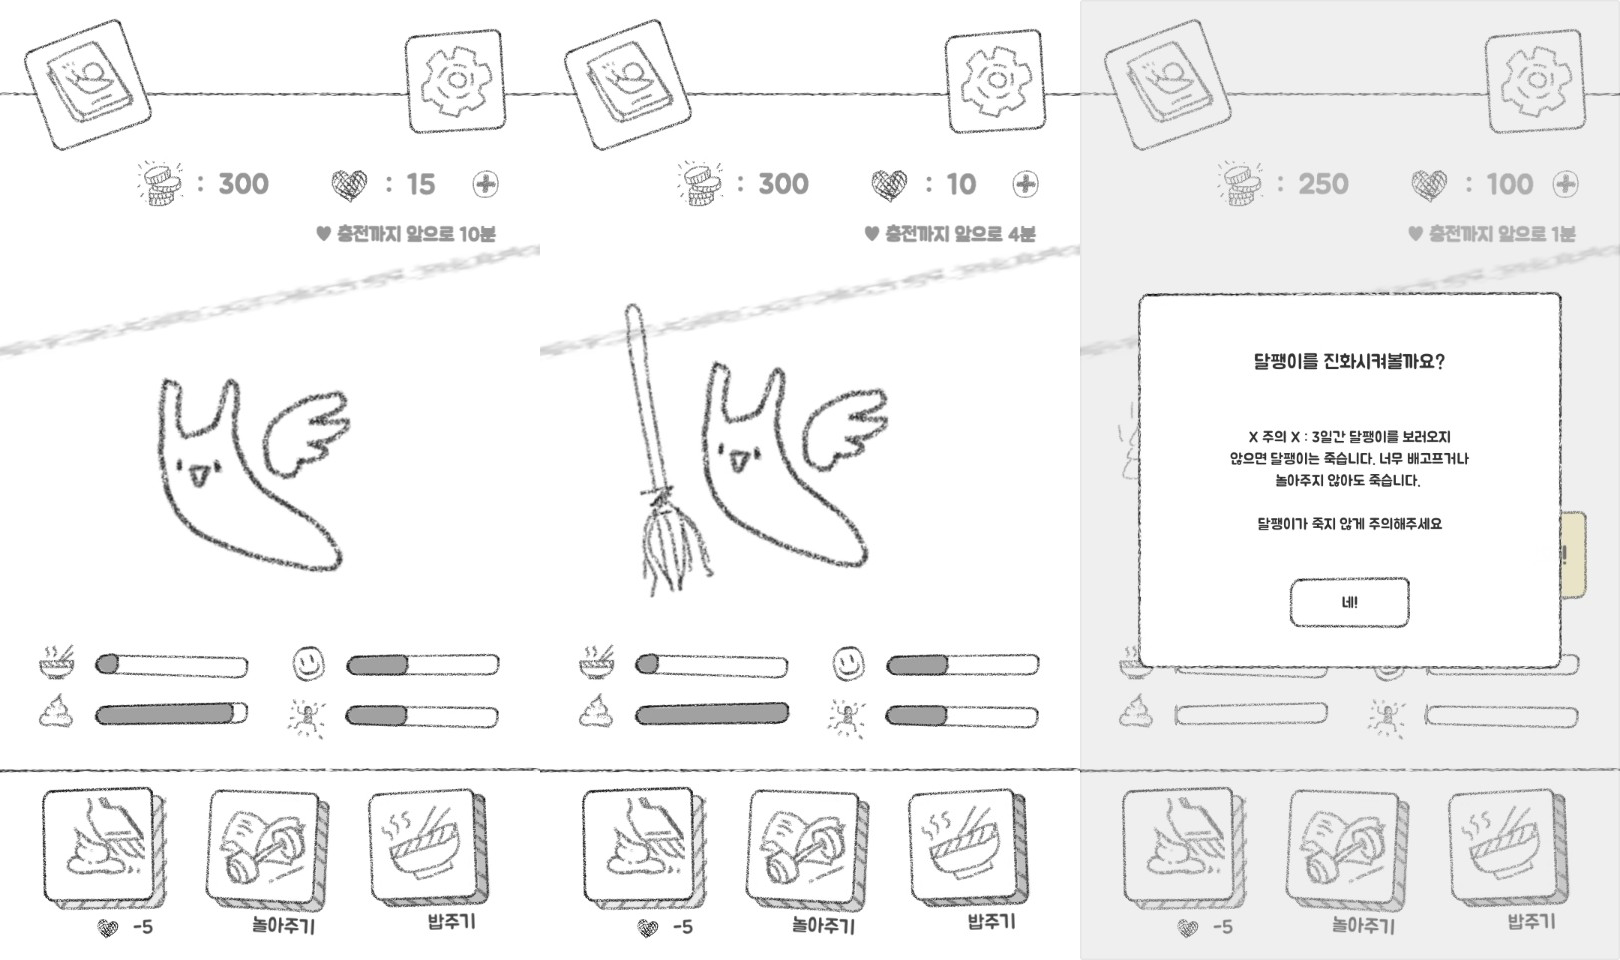 : 300
: 15
♥ 충전까지 앞으로 10분
-5
놀아주기
밥주기
: 300
: 10
♥ 충전까지 앞으로 4분
-5
놀아주기
밥주기
: 250
: 100
♥ 충전까지 앞으로 1분
달팽이를 진화시켜볼까요?
X 주의 X : 3일간 달팽이를 보러오지
않으면 달팽이는 죽습니다. 너무 배고프거나
놀아주지 않아도 죽습니다.
달팽이가 죽지 않게 주의해주세요
네!
!
-5
놀아주기
밥주기